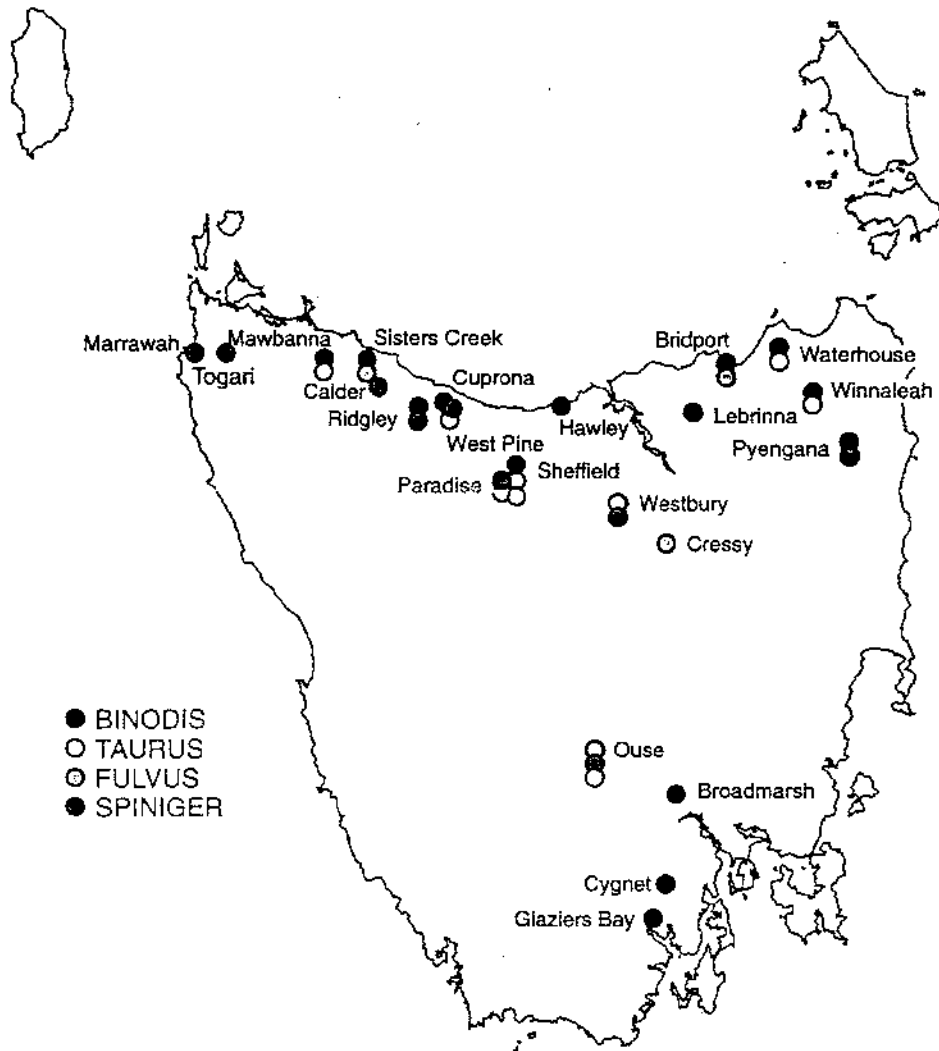 Marrawah
Togari
Mawbanna
Sisters Creek
Calder
Cuprona
Ridgley
West Pine
Hawley
Bridport
Waterhouse
Winnaleah
Lebrinna
Pyengana
Sheffield
Paradise
Westbury
Cressy
BINODIS
TAURUS
FULVUS
SPINIGER
Ouse
Broadmarsh
Cygnet
Glaziers Bay